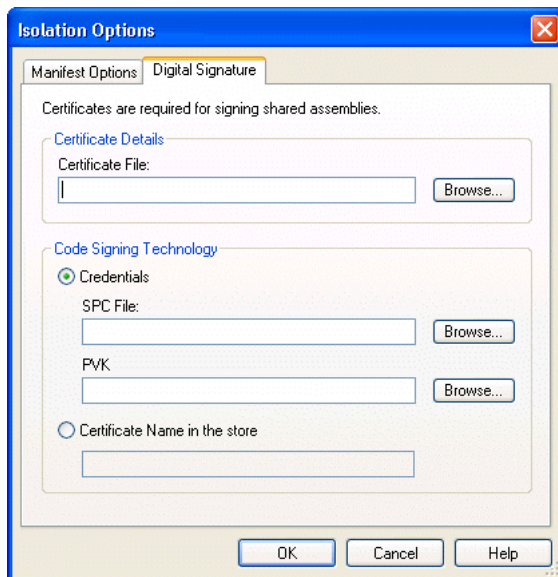 Isolation Options
Manifest Options Digital Signature
Certificates are required for signing shared assemblies.
Certificate Details
Certificate File:
Browse...
Code Signing Technology
Credentials
SPC File:
Browse...
PVK
Browse...
Certificate Name in the store
OK Cancel Help